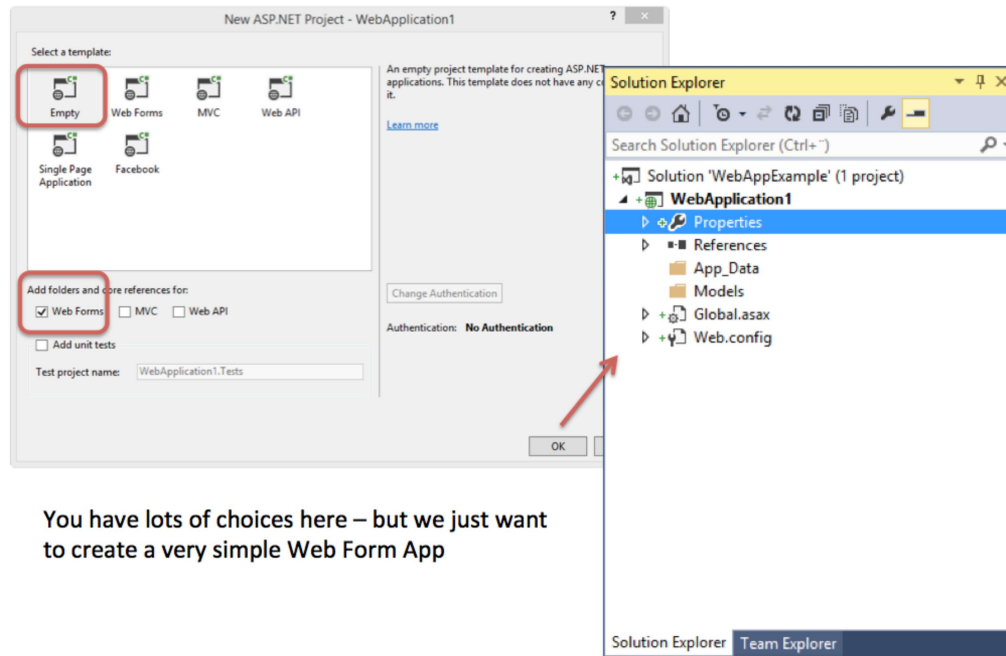 New ASP.NET Project - WebApplication1
?
Select a template:
Empty
Web Forms
MVC
Web API
Single Page
Application
Facebook
An empty project template for creating ASP.NET
applications. This template does not have any
it.
Learn more
Add folders and core references for:
Web Forms
MVC
Web API
Add unit tests
Test project name:
WebApplication1.Tests
Change Authentication
Authentication: No Authentication
OK
Solution Explorer
Search Solution Explorer (Ctrl+¨)
Solution 'WebAppExample' (1 project)
WebApplication1
Properties
References
App_Data
Models
Global.asax
Web.config
Solution Explorer
Team Explorer
You have lots of choices here – but we just want
to create a very simple Web Form App